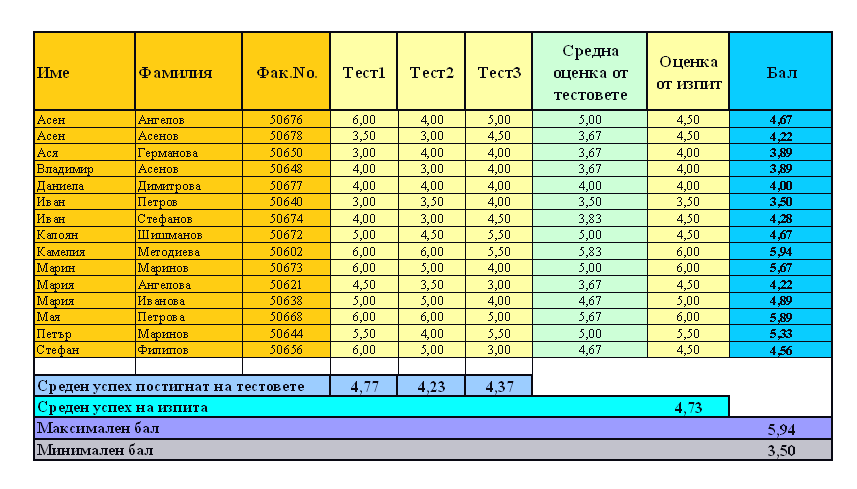 Име Фамилия Фак.No. Тест1 Тест2 Тест3 Средна оценка от тестовете Оценка от изпит Бал
Асен Ангелов 50676 6,00 4,00 5,00 5,00 4,50 4,67
Асен Асенов 50678 3,50 3,00 4,50 3,67 4,50 4,22
Ася Германова 50650 3,00 4,00 4,00 3,67 4,00 3,89
Владимир Асенов 50648 4,00 3,00 4,00 3,67 4,00 3,89
Даниела Димитрова 50677 4,00 4,00 4,00 4,00 4,00 4,00
Иван Петров 50640 3,00 3,50 4,00 3,50 3,50 3,50
Иван Стефанов 50674 4,00 3,00 4,50 3,83 4,50 4,28
Калоян Шишманов 50672 5,00 4,50 5,50 5,00 4,50 4,67
Камелия Методиева 50602 6,00 6,00 5,50 5,83 6,00 5,94
Марин Маринов 50673 6,00 5,00 4,00 5,00 6,00 5,67
Мария Ангелова 50621 4,50 3,50 3,00 3,67 4,50 4,22
Мария Иванова 50638 5,00 5,00 4,00 4,67 5,00 4,89
Мая Петрова 50668 6,00 6,00 5,00 5,67 6,00 5,89
Петър Маринов 50644 5,50 4,00 5,50 5,00 5,50 5,33
Стефан Филипов 50656 6,00 5,00 3,00 4,67 4,50 4,56
Среден успех постигнат на тестовете 4,77 4,23 4,37
Среден успех на изпита 4,73
Максимален бал 5,94
Минимален бал 3,50